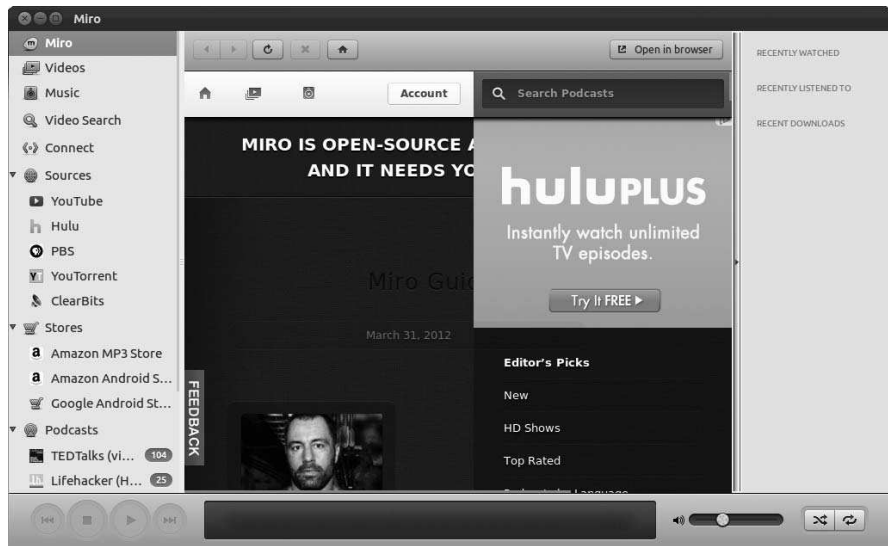 Miro
Miro
Videos
Music
Video Search
Connect
Sources
YouTube
Hulu
PBS
YouTorrent
ClearBits
Stores
Amazon MP3 Store
Amazon Android S...
Google Android St...
Podcasts
TEDTalks (vi... 104
Lifehacker (H... 25
Open in browser
Account
Search Podcasts
MIRO IS OPEN-SOURCE
AND IT NEEDS
huluPLUS
Instantly watch unlimited
TV episodes.
Try It FREE
Miro
March 31, 2012
FEEDBACK
Editor's Picks
New
HD Shows
Top Rated
RECENTLY WATCHED
RECENTLY LISTENED TO
RECENT DOWNLOADS